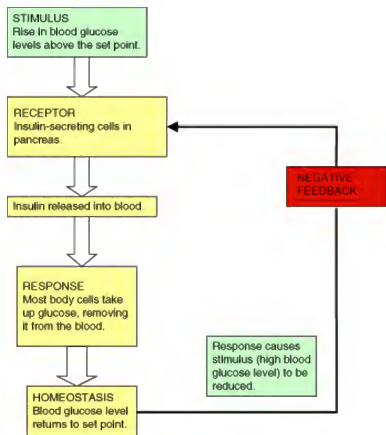 STIMULUS
Rise in blood glucose
levels above the set point.
RECEPTOR
Insulin-secreting cells in
pancreas.
NEGATIVE
FEEDBACK
Insulin released into blood.
RESPONSE
Most body cells take
up glucose, removing
it from the blood.
Response causes
stimulus (high blood
glucose level) to be
reduced.
HOMEOSTASIS
Blood glucose level
returns to set point.